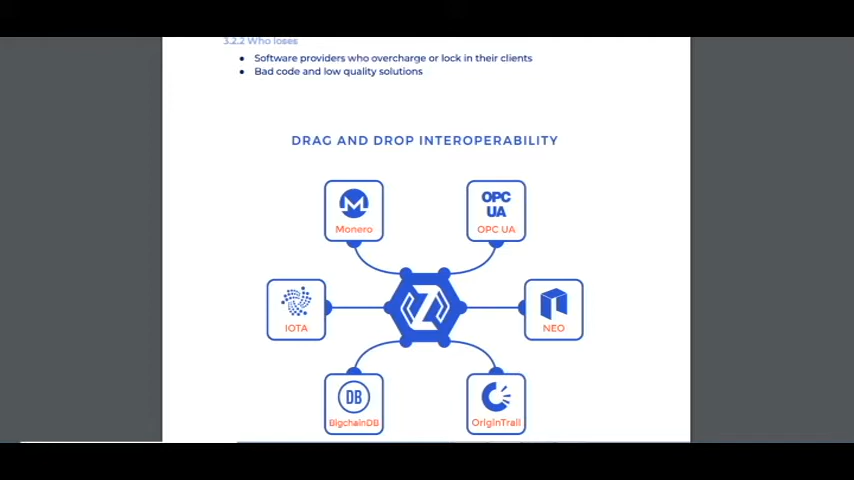 3.2.2 Who loses
● Software providers who overcharge or lock in their clients
● Bad code and low quality solutions
DRAG AND DROP INTEROPERABILITY
OPC
UA
Monero
OPC UA
IOTA
NEO
DB
BigchainDB
OriginTrail